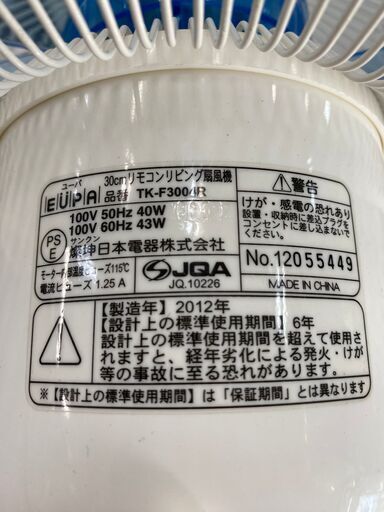 ユーパ 30cmリモコンリビング扇風機
EUPA 品番 TK-F3004R
100V 50Hz 40W
100V 60Hz 43W
PS
E
サンクン
燦坤日本電器株式会社
モーター内部温度ヒューズ115℃
電流ヒューズ 1.25 A
JQA
JQ.10226
⚠警告
けが・感電の恐れあり
設置・収納時に差込プラグを
コンセントに差し込まないで
No.12055449
MADE IN CHINA
【製造年】2012年
【設計上の標準使用期間】6年
設計上の標準使用期間を超えて使用さ
れますと、経年劣化による発火・けが
等の事故に至る恐れがあります。
※【設計上の標準使用期間】は「保証期間」とは異なります